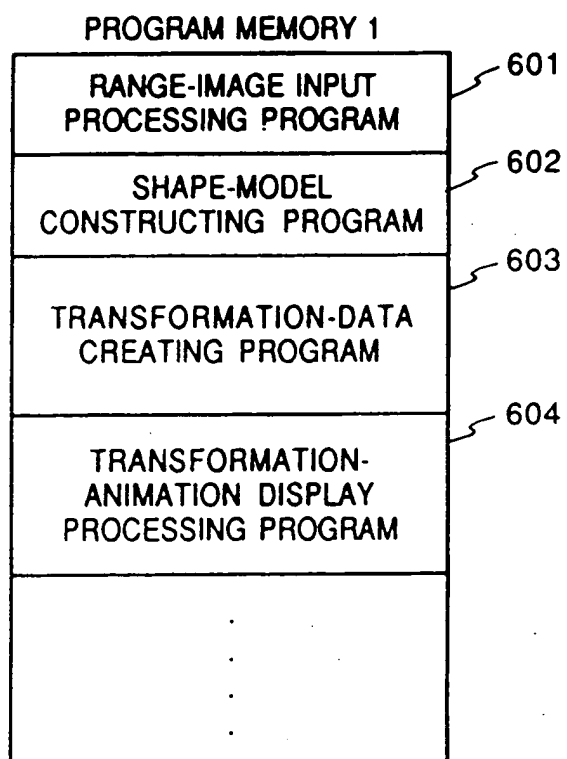 PROGRAM MEMORY 1
RANGE-IMAGE INPUT
PROCESSING PROGRAM
601
SHAPE-MODEL
CONSTRUCTING PROGRAM
602
TRANSFORMATION-DATA
CREATING PROGRAM
603
TRANSFORMATION-
ANIMATION DISPLAY
PROCESSING PROGRAM
604